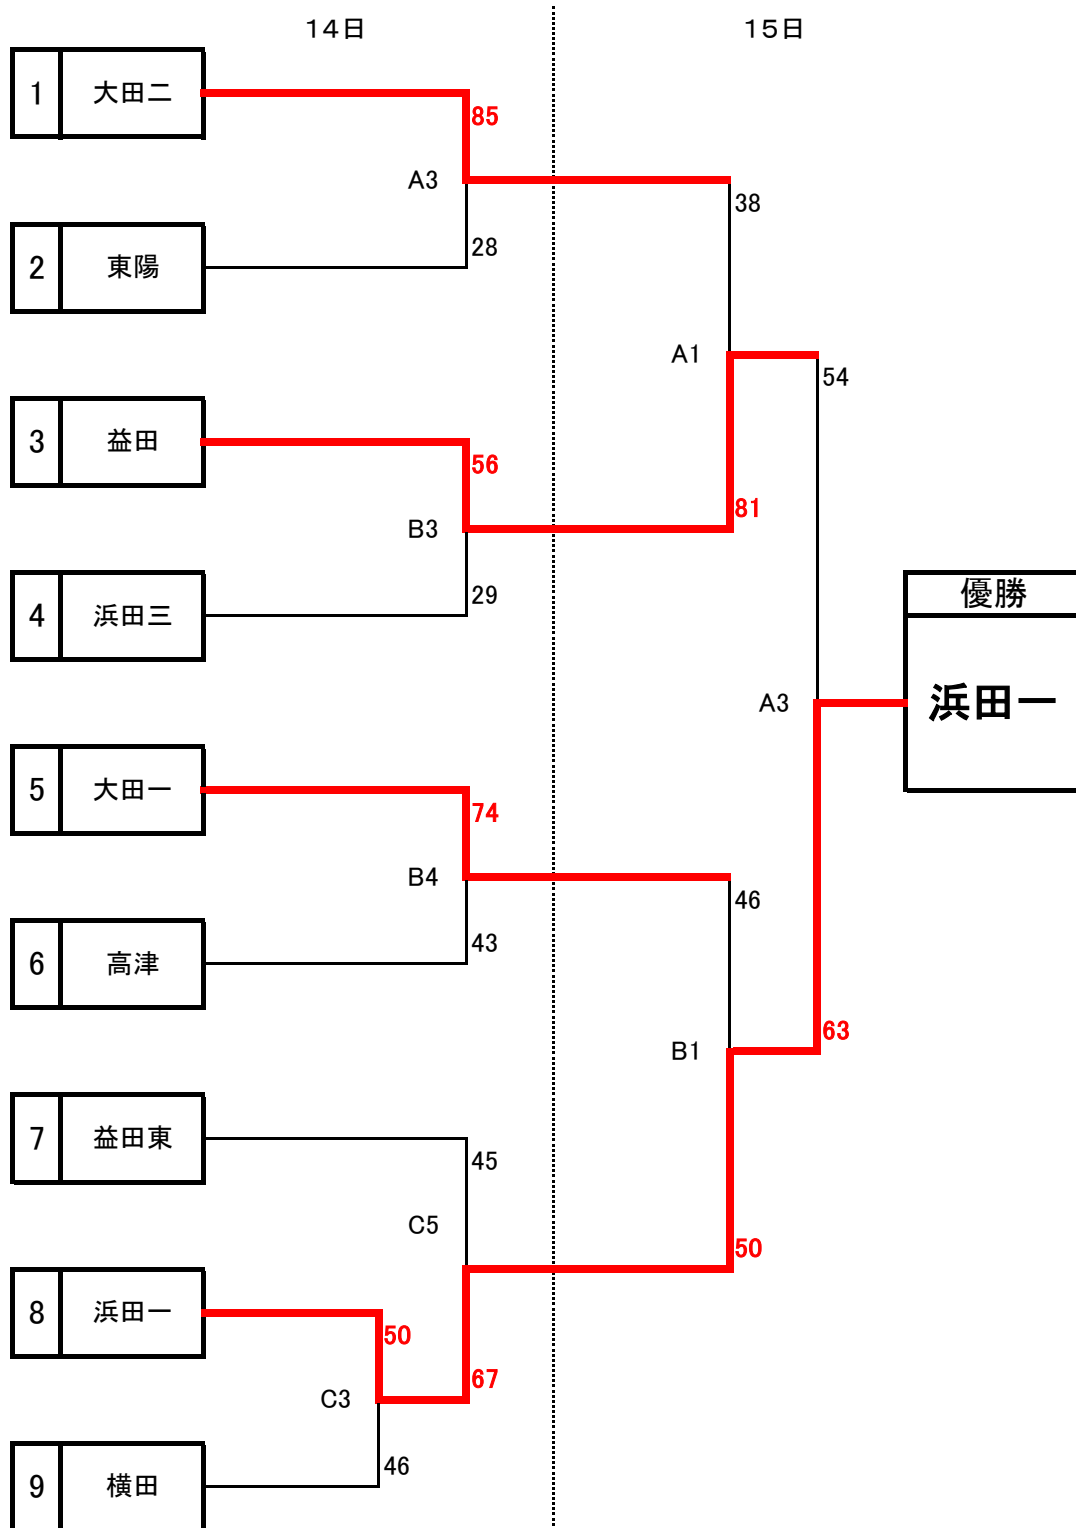 14日
15日
1 大田二
85
A3
38
28
2 東陽
A1
54
3 益田
56
81
B3
29
4 浜田三
優勝
浜田一
A3
5 大田一
74
B4
46
43
6 高津
63
B1
7 益田東
45
C5
50
8 浜田一
50
67
C3
46
9 横田